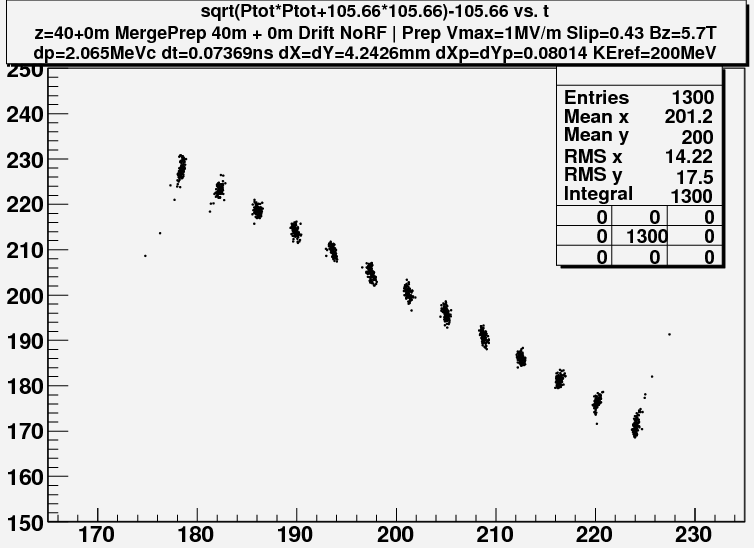 sqrt(Ptot*Ptot+105.66*105.66)-105.66 vs. t
z=40+0m MergePrep 40m + 0m Drift NoRF | Prep Vmax=1MV/m Slip=0.43 Bz=5.7T
dp=2.065MeVc dt=0.07369ns dX=dY=4.2426mm dXp=dYp=0.08014 KEref=200MeV
250
240
230
220
210
200
190
180
170
160
150
Entries 1300
Mean x 201.2
Mean y 200
RMS x 14.22
RMS y 17.5
Integral 1300
0 0 0
0 1300 0
0 0 0
170 180 190 200 210 220 230